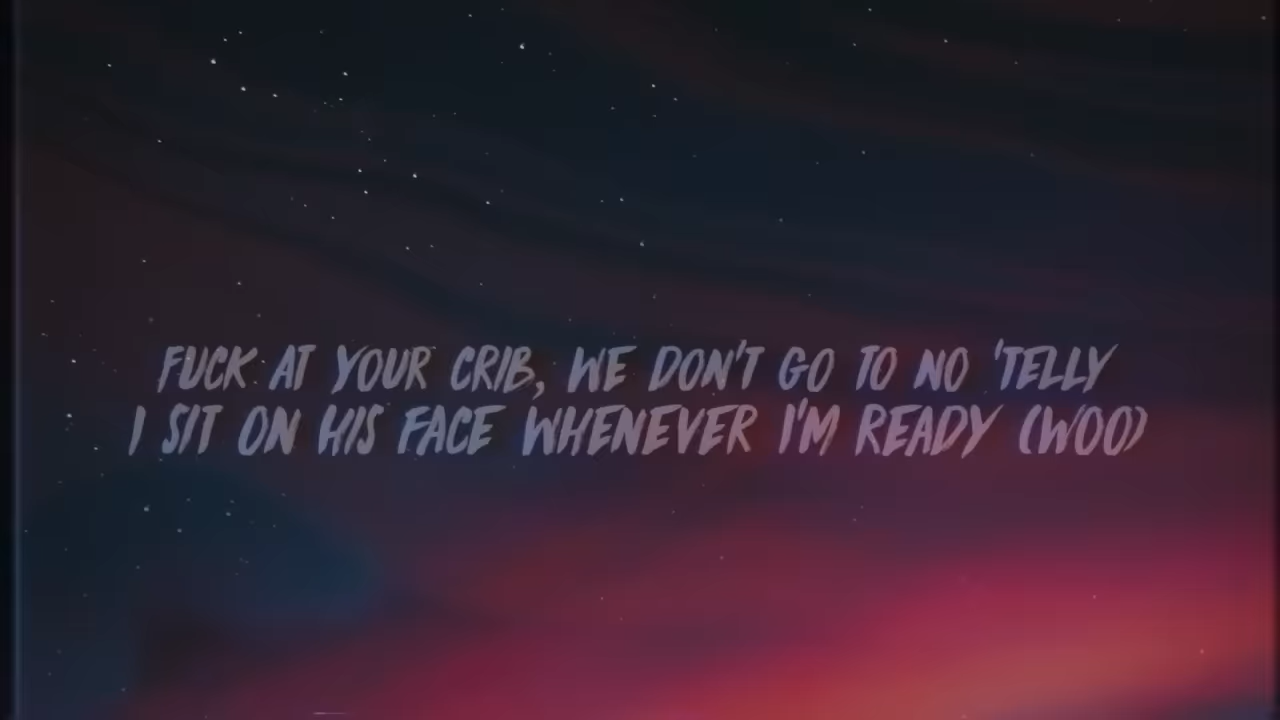 FUCK AT YOUR CRIB, WE DON'T GO TO NO 'TELLY
I SIT ON HIS FACE WHENEVER I'M READY (WOO)